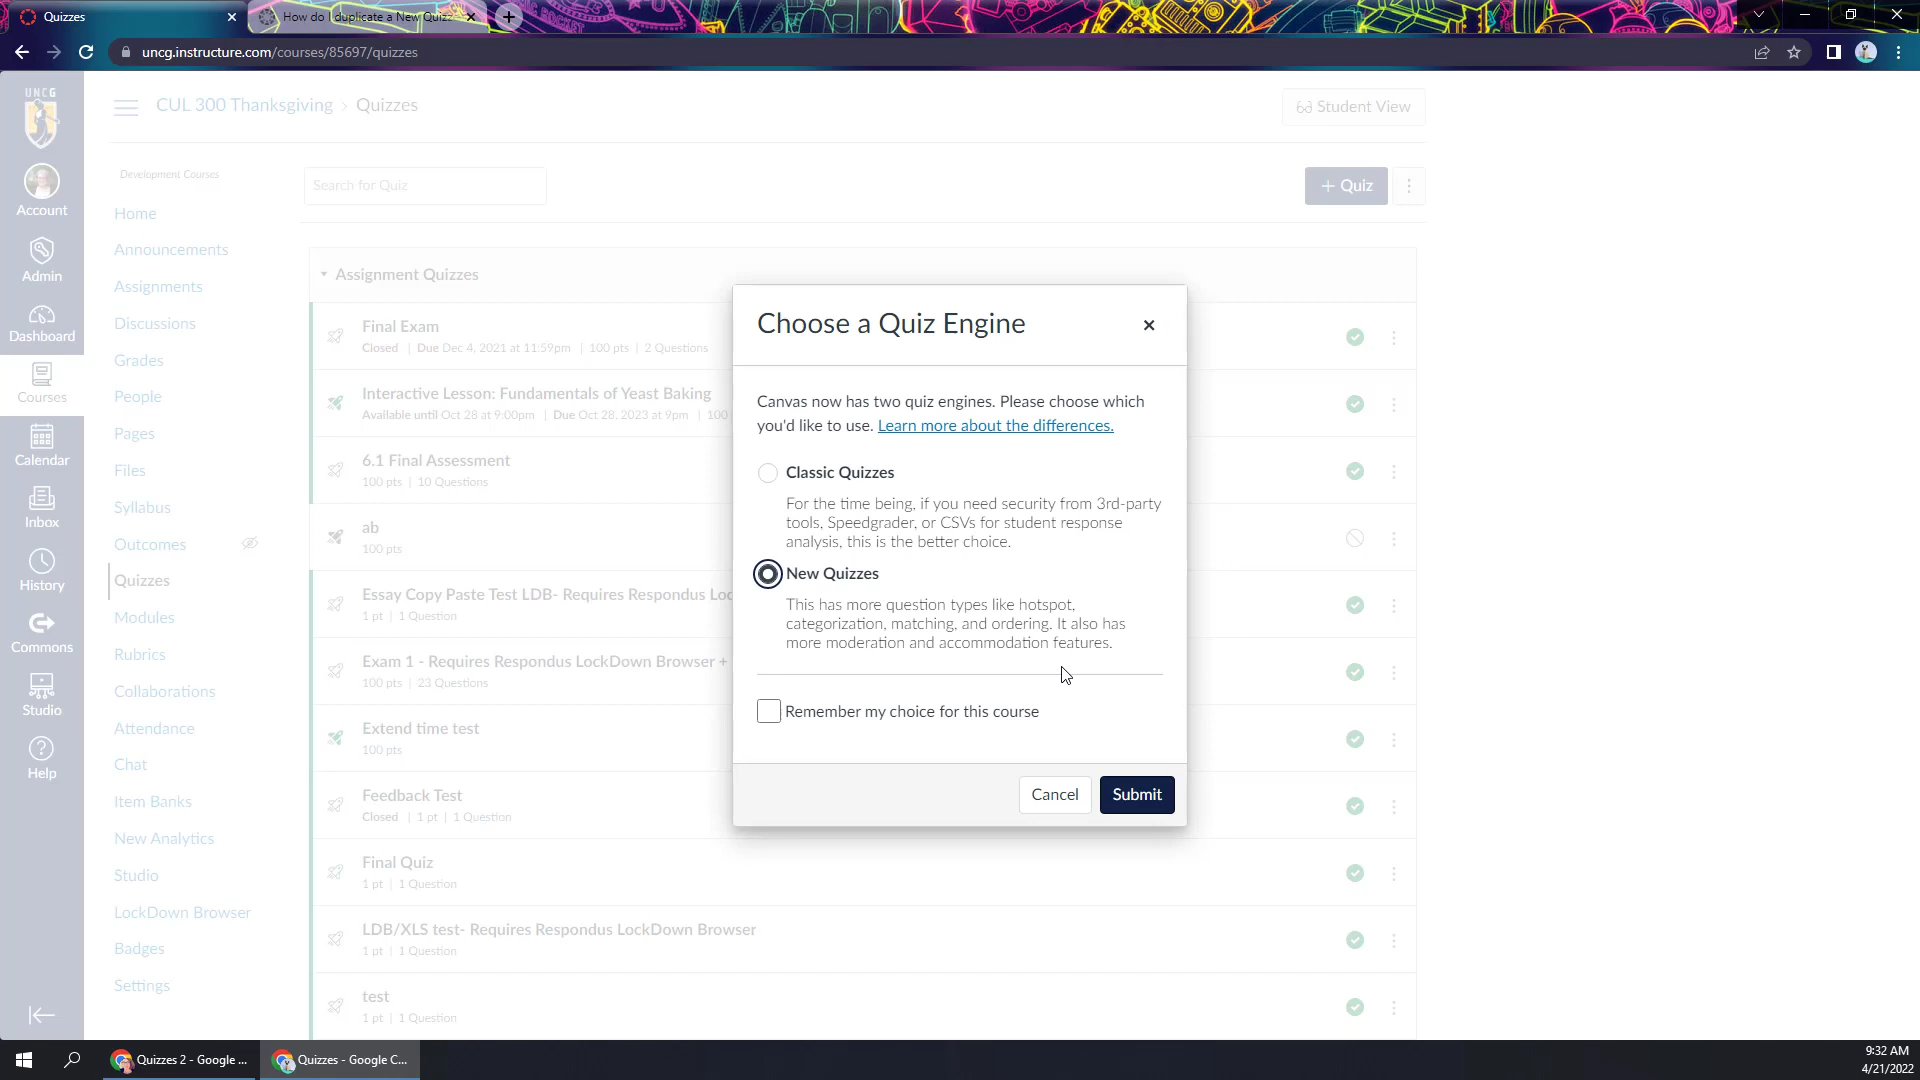 Quizzes
How do I duplicate a New Quizz
uncg.instructure.com/courses/85697/quizzes
UNCG
Account
Admin
Dashboard
Courses
Calendar
Inbox
History
Commons
Studio
Help
CUL 300 Thanksgiving › Quizzes
Student View
Development Courses
Home
Announcements
Assignments
Discussions
Grades
People
Pages
Files
Syllabus
Outcomes
Quizzes
Modules
Rubrics
Collaborations
Attendance
Chat
Item Banks
New Analytics
Studio
LockDown Browser
Badges
Settings
Search for Quiz
+ Quiz
Assignment Quizzes
Final Exam
Closed | Due Dec 4, 2021 at 11:59pm | 100 pts | 2 Questions
Interactive Lesson: Fundamentals of Yeast Baking
Available until Oct 28 at 9:00pm | Due Oct 28, 2023 at 9pm | 100
6.1 Final Assessment
100 pts | 10 Questions
ab
100 pts
Essay Copy Paste Test LDB- Requires Respondus Loc
1 pt | 1 Question
Exam 1 - Requires Respondus LockDown Browser +
100 pts | 23 Questions
Extend time test
100 pts
Feedback Test
Closed | 1 pt | 1 Question
Final Quiz
1 pt | 1 Question
LDB/XLS test- Requires Respondus LockDown Browser
1 pt | 1 Question
test
1 pt | 1 Question
Choose a Quiz Engine
Canvas now has two quiz engines. Please choose which
you'd like to use. Learn more about the differences.
Classic Quizzes
For the time being, if you need security from 3rd-party
tools, Speedgrader, or CSVs for student response
analysis, this is the better choice.
New Quizzes
This has more question types like hotspot,
categorization, matching, and ordering. It also has
more moderation and accommodation features.
Remember my choice for this course
Cancel
Submit
Quizzes 2 - Google ...
Quizzes - Google C...
9:32 AM
4/21/2022